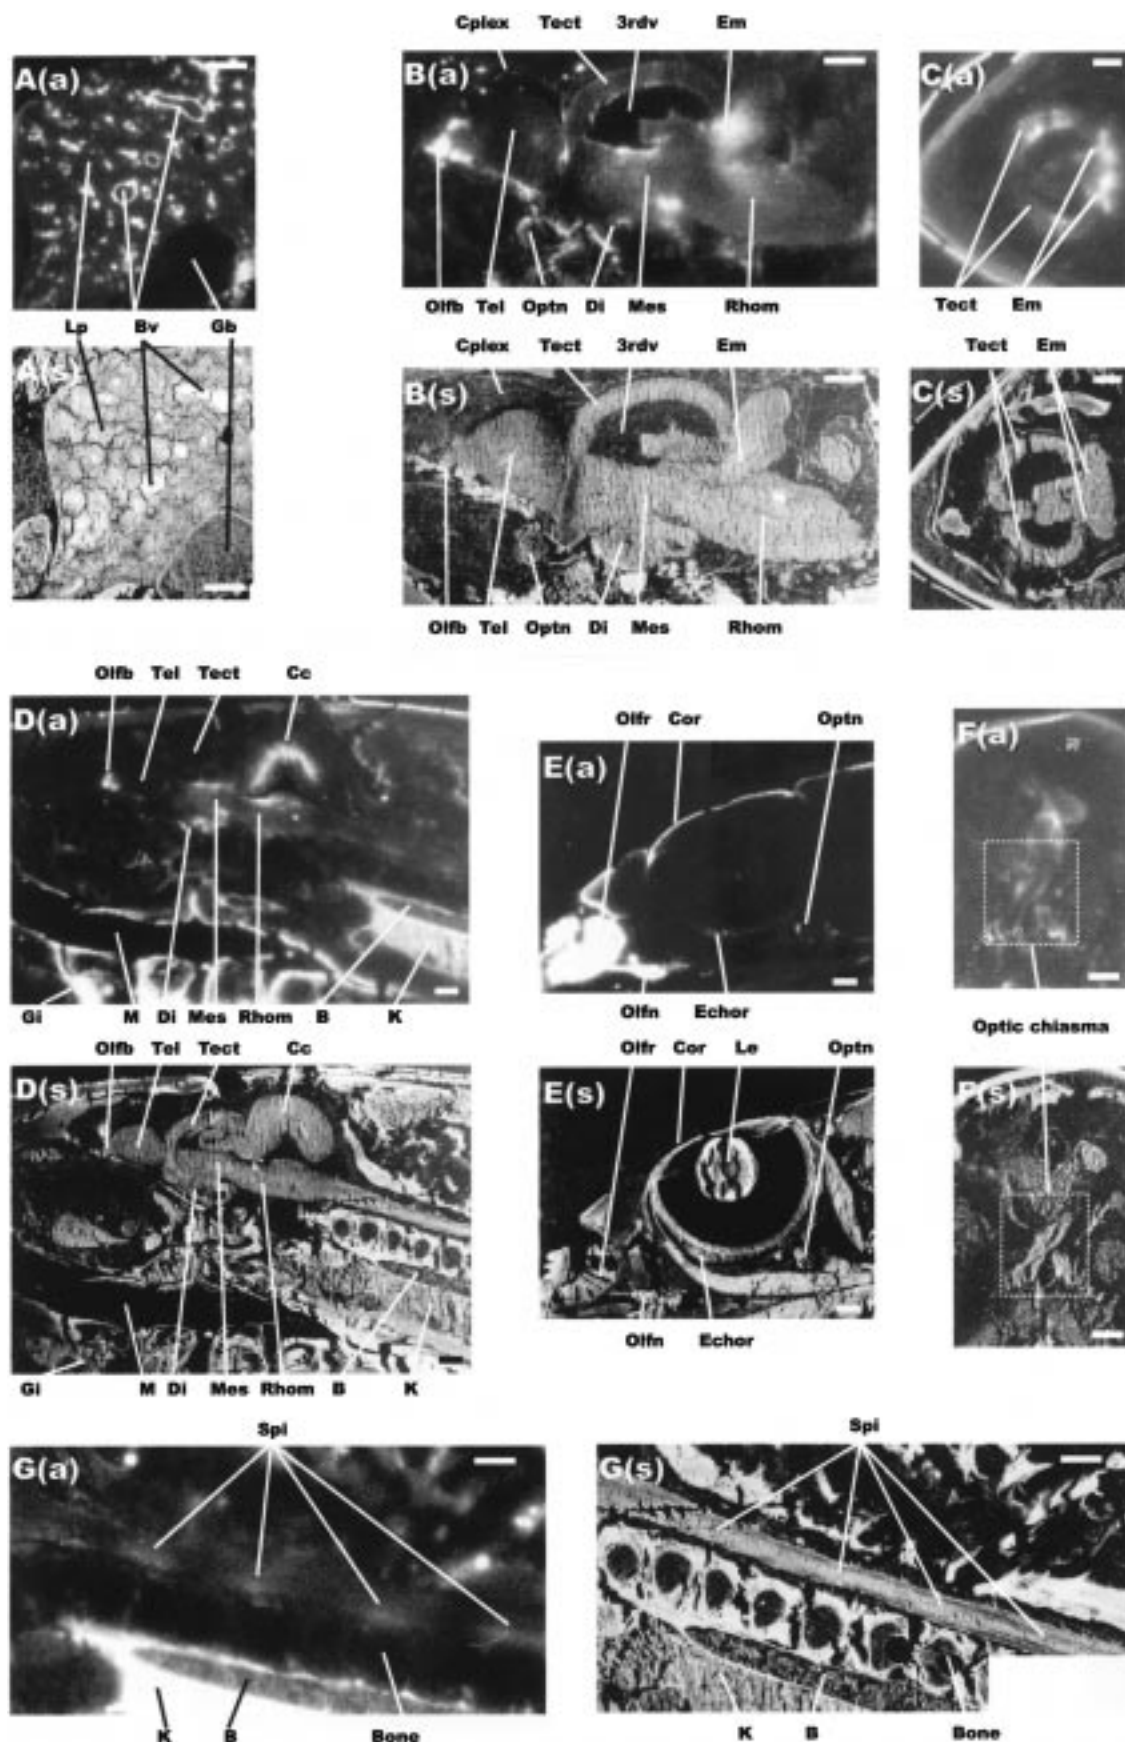 Cplex Tect 3rdv Em
A(a) B(a) C(a)
Olfb Tel Optn Di Mes Rhom
Tect Em
Lp Bv Gb
Cplex Tect 3rdv Em
Tect Em
A(s) B(s) C(s)
Olfb Tel Optn Di Mes Rhom
Olfb Tel Tect Cc
Olfr Cor Optn
D(a) E(a) F(a)
Gi M Di Mes Rhom B K
Olfn Echor
Optic chiasma
Olfb Tel Tect Cc
Olfr Cor Le Optn
D(s) E(s) F(s)
Gi M Di Mes Rhom B K
Olfn Echor
Spi
Spi
G(a) G(s)
K B Bone
K B Bone